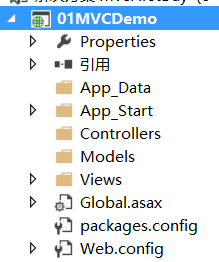 01MVCDemo
Properties
引用
App_Data
App_Start
Controllers
Models
Views
Global.asax
packages.config
Web.config